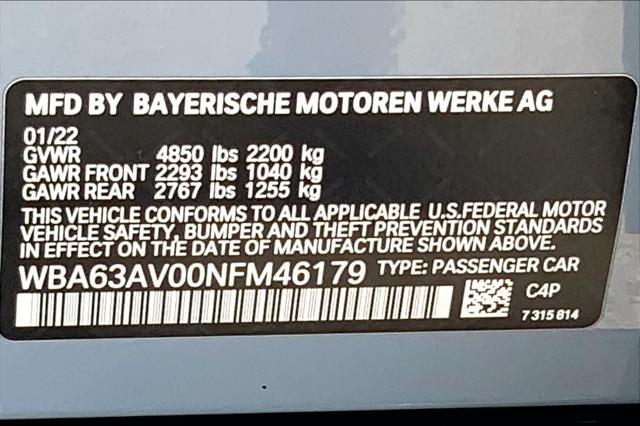 MFD BY BAYERISCHE MOTOREN WERKE AG
01/22
GVWR 4850 lbs 2200 kg
GAWR FRONT 2293 lbs 1040 kg
GAWR REAR 2767 lbs 1255 kg
THIS VEHICLE CONFORMS TO ALL APPLICABLE U.S.FEDERAL MOTOR
VEHICLE SAFETY, BUMPER AND THEFT PREVENTION STANDARDS
IN EFFECT ON THE DATE OF MANUFACTURE SHOWN ABOVE.
WBA63AV00NFM46179 TYPE: PASSENGER CAR
C4P
7 315 814